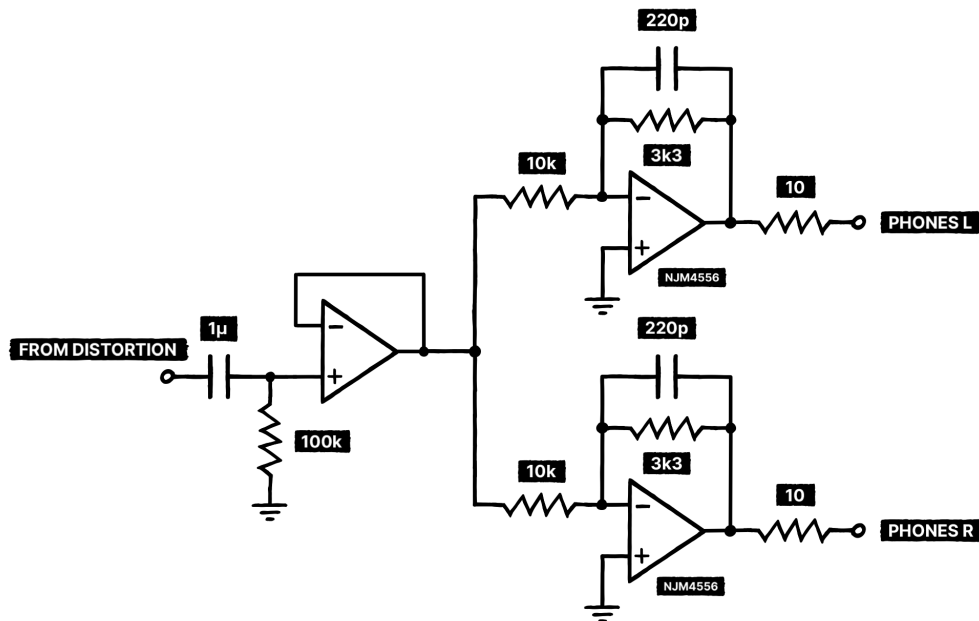 220p
3k3
10k
10
PHONES L
−
+
NJM4556
FROM DISTORTION
1µ
−
+
100k
220p
3k3
10k
10
PHONES R
−
+
NJM4556